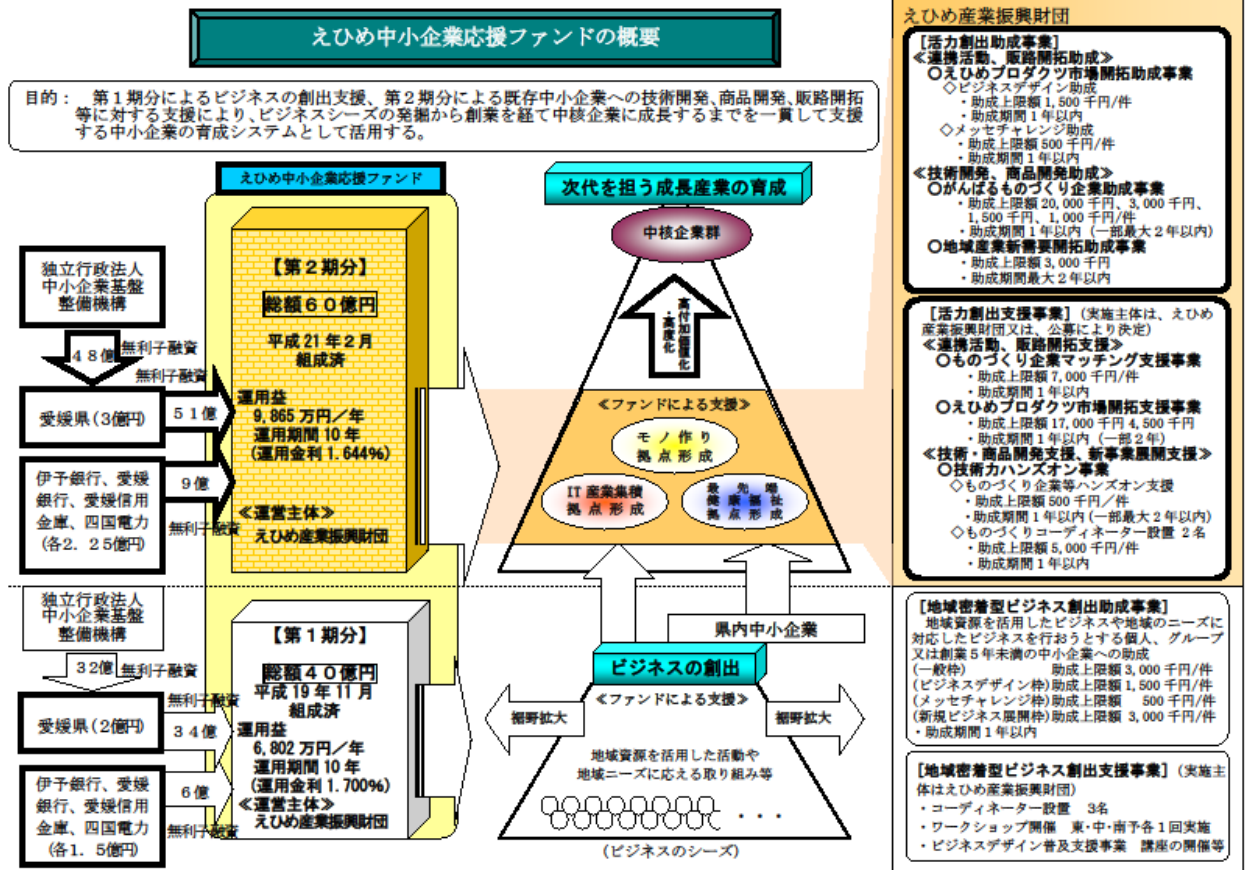 えひめ中小企業応援ファンドの概要
目的： 第１期分によるビジネスの創出支援、第２期分による既存中小企業への技術開発、商品開発、販路開拓
等に対する支援により、ビジネスシーズの発掘から創業を経て中核企業に成長するまでを一貫して支援
する中小企業の育成システムとして活用する。
えひめ中小企業応援ファンド
独立行政法人
中小企業基盤
整備機構
４８億
無利子融資
無利子融資
愛媛県(3億円)
５１億
伊予銀行、愛媛
銀行、愛媛信用
金庫、四国電力
(各2．25億円)
９億
無利子融資
【第２期分】
総額６０億円
平成 21 年２月
組成済
運用益
9,865 万円／年
運用期間 10 年
(運用金利 1.644%)
≪運営主体≫
えひめ産業振興財団
独立行政法人
中小企業基盤
整備機構
３２億
無利子融資
無利子融資
愛媛県(2億円)
３４億
伊予銀行、愛媛
銀行、愛媛信用
金庫、四国電力
(各1．5億円)
６億
無利子融資
【第１期分】
総額４０億円
平成 19 年 11 月
組成済
運用益
6,802 万円／年
運用期間 10 年
(運用金利 1.700%)
≪運営主体≫
えひめ産業振興財団
次代を担う成長産業の育成
中核企業群
高付加価値化
・高度化
≪ファンドによる支援≫
モノ作り
拠点形成
IT 産業集積
拠点形成
最先端
健康福祉
拠点形成
県内中小企業
ビジネスの創出
≪ファンドによる支援≫
裾野拡大
裾野拡大
地域資源を活用した活動や
地域ニーズに応える取り組み等
・・・
(ビジネスのシーズ)
えひめ産業振興財団
［活力創出助成事業］
≪連携活動、販路開拓助成≫
○えひめプロダクツ市場開拓助成事業
◇ビジネスデザイン助成
・助成上限額 1,500 千円/件
・助成期間１年以内
◇メッセチャレンジ助成
・助成上限額 500 千円/件
・助成期間１年以内
≪技術開発、商品開発助成≫
○がんばるものづくり企業助成事業
・助成上限額 20,000 千円、3,000 千円、
1,500 千円、1,000 千円/件
・助成期間１年以内（一部最大２年以内）
○地域産業新需要開拓助成事業
・助成上限額 3,000 千円
・助成期間最大２年以内
［活力創出支援事業］（実施主体は、えひめ
産業振興財団又は、公募により決定）
≪連携活動、販路開拓支援≫
○ものづくり企業マッチング支援事業
・助成上限額 7,000 千円/件
・助成期間１年以内
○えひめプロダクツ市場開拓支援事業
・助成上限額 17,000 千円 4,500 千円
・助成期間１年以内（一部２年）
≪技術・商品開発支援、新事業展開支援≫
○技術力ハンズオン事業
◇ものづくり企業等ハンズオン支援
・助成上限額 500 千円／件
・助成期間１年以内（一部最大２年以内）
◇ものづくりコーディネーター設置 ２名
・助成上限額 5,000 千円/件
・助成期間１年以内
［地域密着型ビジネス創出助成事業］
地域資源を活用したビジネスや地域のニーズに
対応したビジネスを行おうとする個人、グループ
又は創業５年未満の中小企業への助成
(一般枠) 助成上限額 3,000 千円/件
(ビジネスデザイン枠)助成上限額 1,500 千円/件
(メッセチャレンジ枠)助成上限額 500 千円/件
(新規ビジネス展開枠)助成上限額 3,000 千円/件
・助成期間１年以内
［地域密着型ビジネス創出支援事業］（実施主
体はえひめ産業振興財団）
・コーディネーター設置 3名
・ワークショップ開催 東・中・南予各１回実施
・ビジネスデザイン普及支援事業 講座の開催等